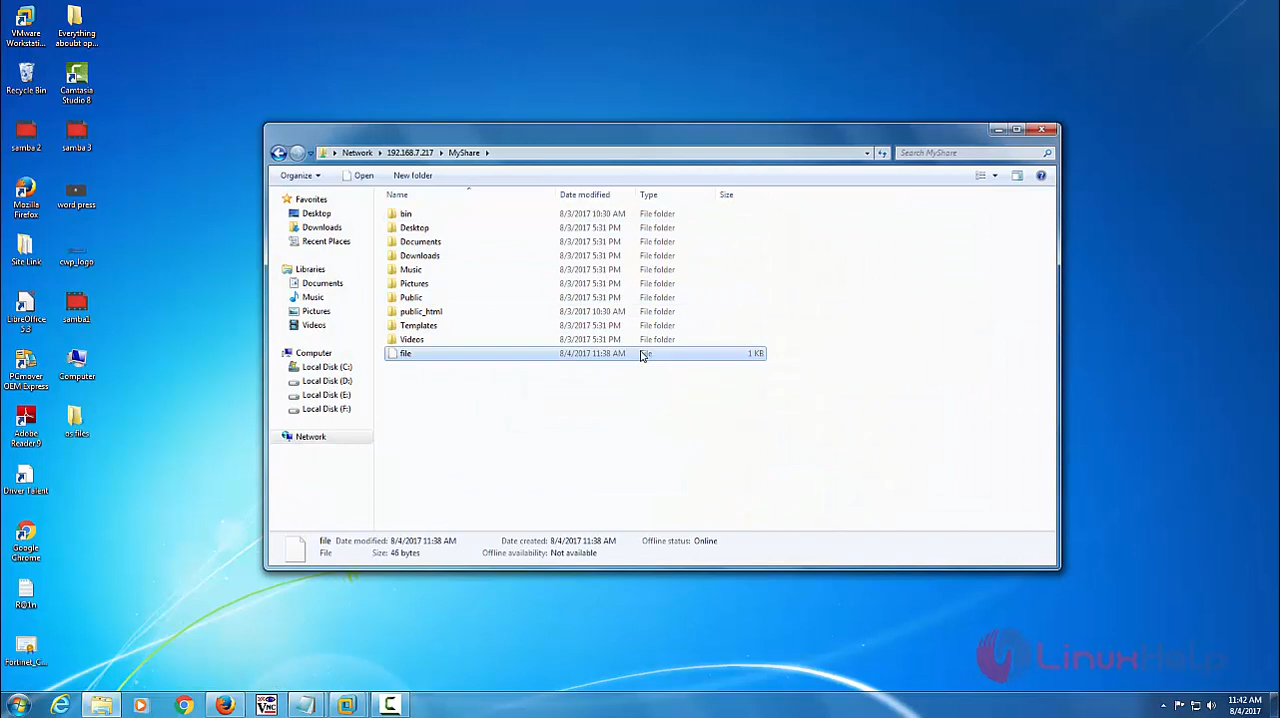 VMware Workstati...
Everything aboubt op...
Recycle Bin
Camtasia Studio 8
samba 2
samba 3
Mozilla Firefox
word press
Site Link
cwp_logo
LibreOffice 5.3
samba1
PCmover OEM Express
Computer
Adobe Reader 9
os files
Driver Talent
Google Chrome
RO1n
Fortinet_C...
Network
192.168.7.217
MyShare
Search MyShare
Organize
Open
New folder
Favorites
Desktop
Downloads
Recent Places
Libraries
Documents
Music
Pictures
Videos
Computer
Local Disk (C:)
Local Disk (D:)
Local Disk (E:)
Local Disk (F:)
Network
Name Date modified Type Size
bin 8/3/2017 10:30 AM File folder
Desktop 8/3/2017 5:31 PM File folder
Documents 8/3/2017 5:31 PM File folder
Downloads 8/3/2017 5:31 PM File folder
Music 8/3/2017 5:31 PM File folder
Pictures 8/3/2017 5:31 PM File folder
Public 8/3/2017 5:31 PM File folder
public_html 8/3/2017 10:30 AM File folder
Templates 8/3/2017 5:31 PM File folder
Videos 8/3/2017 5:31 PM File folder
file 8/4/2017 11:38 AM File 1 KB
file Date modified: 8/4/2017 11:38 AM Date created: 8/4/2017 11:38 AM Offline status: Online
File Size: 46 bytes Offline availability: Not available
LinuxHelp
VNC
11:42 AM
8/4/2017